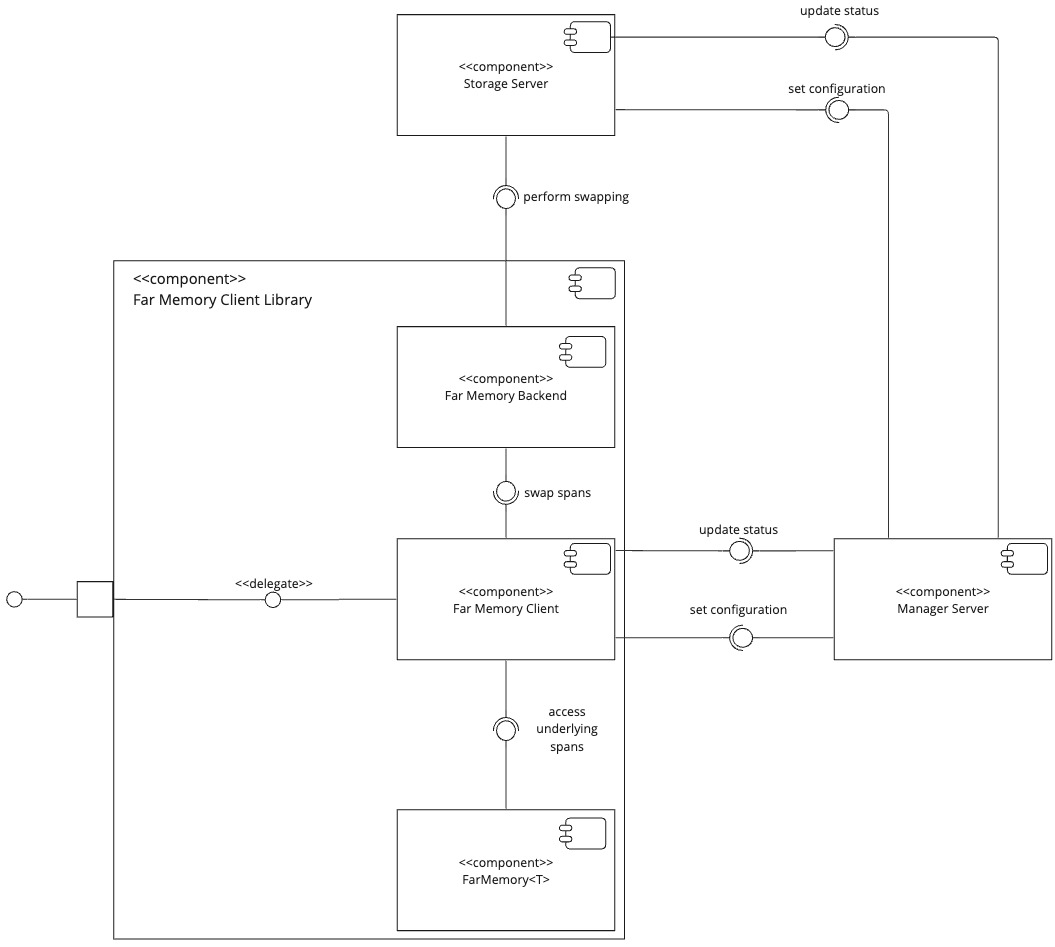 update status
<<component>>
Storage Server
set configuration
perform swapping
<<component>>
Far Memory Client Library
<<component>>
Far Memory Backend
swap spans
update status
<<delegate>>
<<component>>
Far Memory Client
<<component>>
Manager Server
set configuration
access
underlying
spans
<<component>>
FarMemory<T>